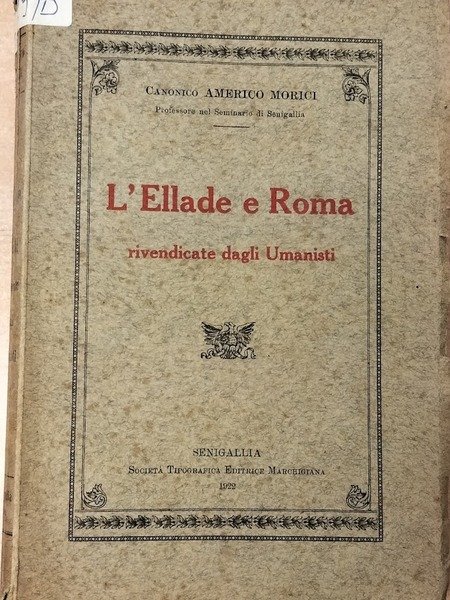 Canonico AMERICO MORICI
Professore nel Seminario di Senigallia
L'Ellade e Roma
rivendicate dagli Umanisti
SENIGALLIA
Società Tipografica Editrice Marchigiana
1922